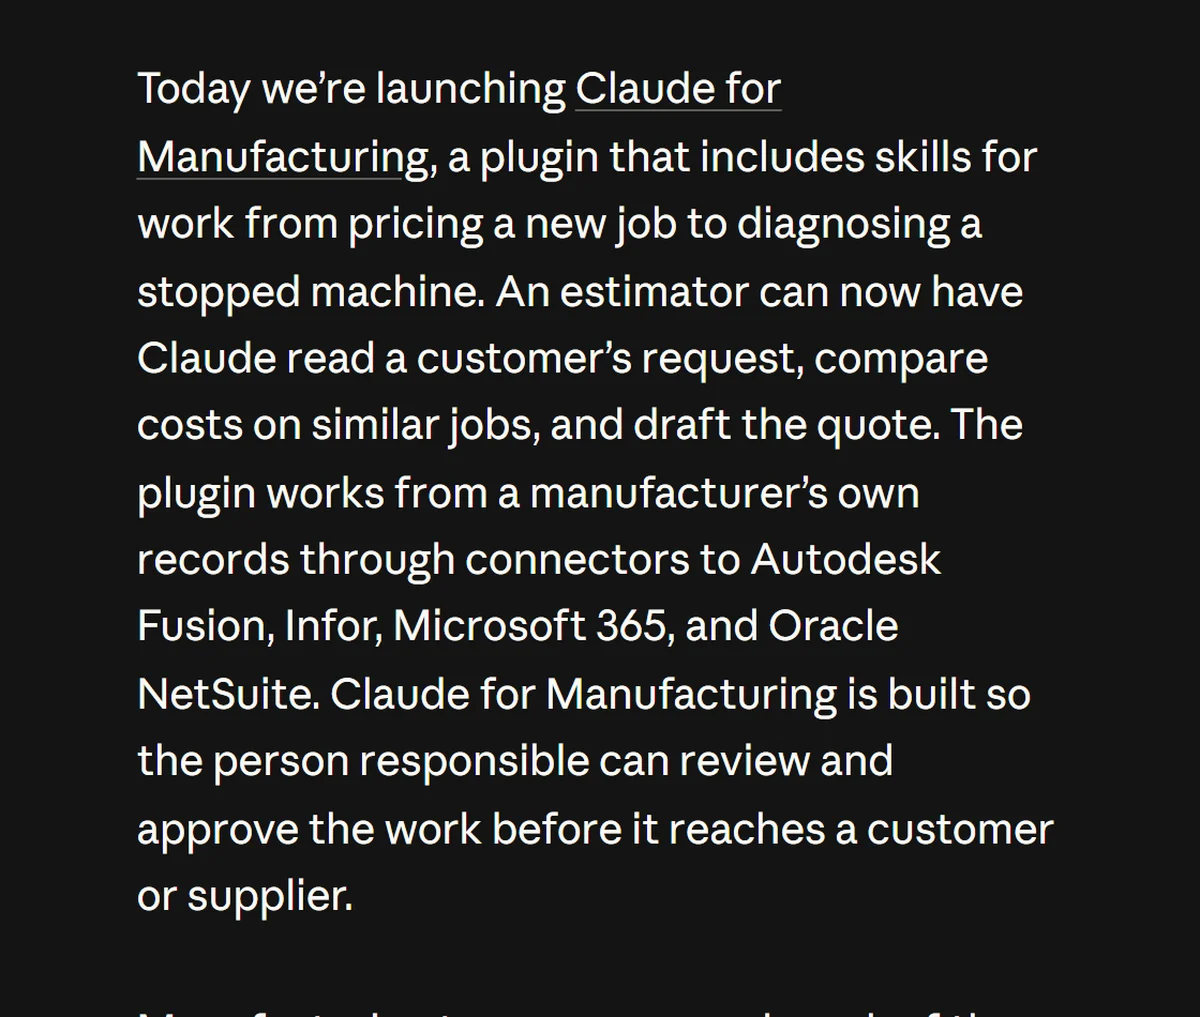 Today we’re launching Claude for
Manufacturing, a plugin that includes skills for
work from pricing a new job to diagnosing a
stopped machine. An estimator can now have
Claude read a customer’s request, compare
costs on similar jobs, and draft the quote. The
plugin works from a manufacturer’s own
records through connectors to Autodesk
Fusion, Infor, Microsoft 365, and Oracle
NetSuite. Claude for Manufacturing is built so
the person responsible can review and
approve the work before it reaches a customer
or supplier.